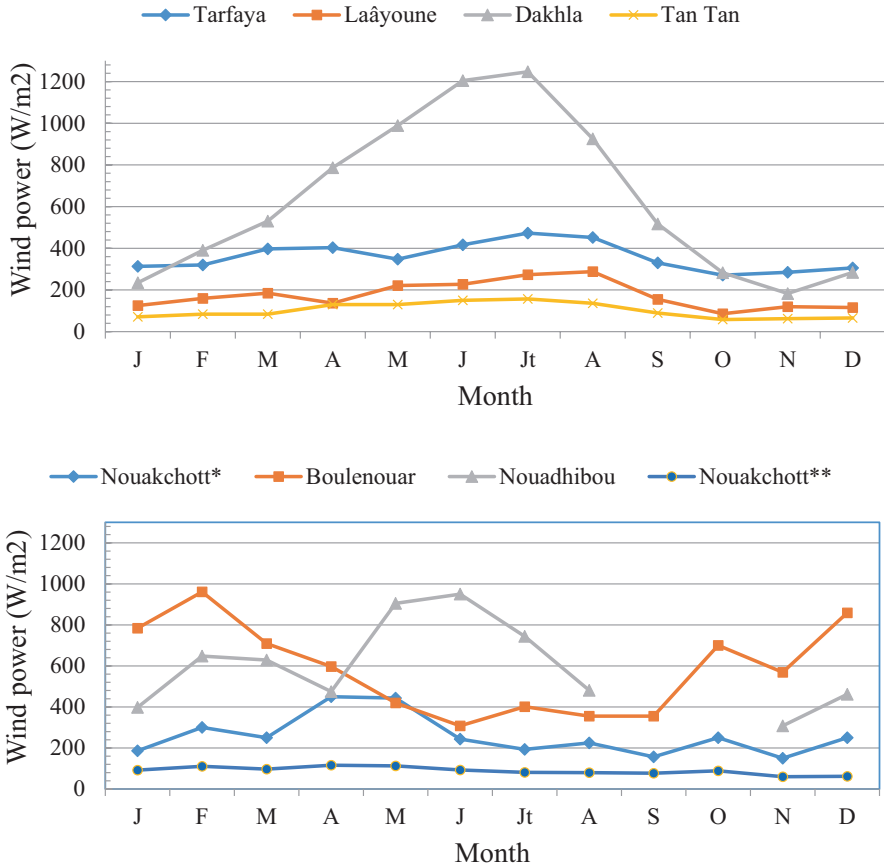 Tarfaya Laâyoune Dakhla Tan Tan
Wind power (W/m2)
1200
1000
800
600
400
200
0
J F M A M J Jt A S O N D
Month
Nouakchott* Boulenouar Nouadhibou Nouakchott**
Wind power (W/m2)
1200
1000
800
600
400
200
0
J F M A M J Jt A S O N D
Month